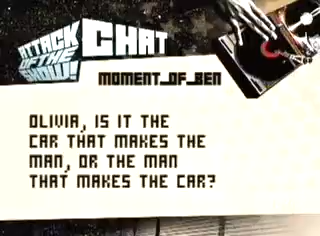 ATTACK
OF THE
SHOW!
CHAT
MOMENT_OF_BEN
OLIVIA, IS IT THE
CAR THAT MAKES THE
MAN, OR THE MAN
THAT MAKES THE CAR?